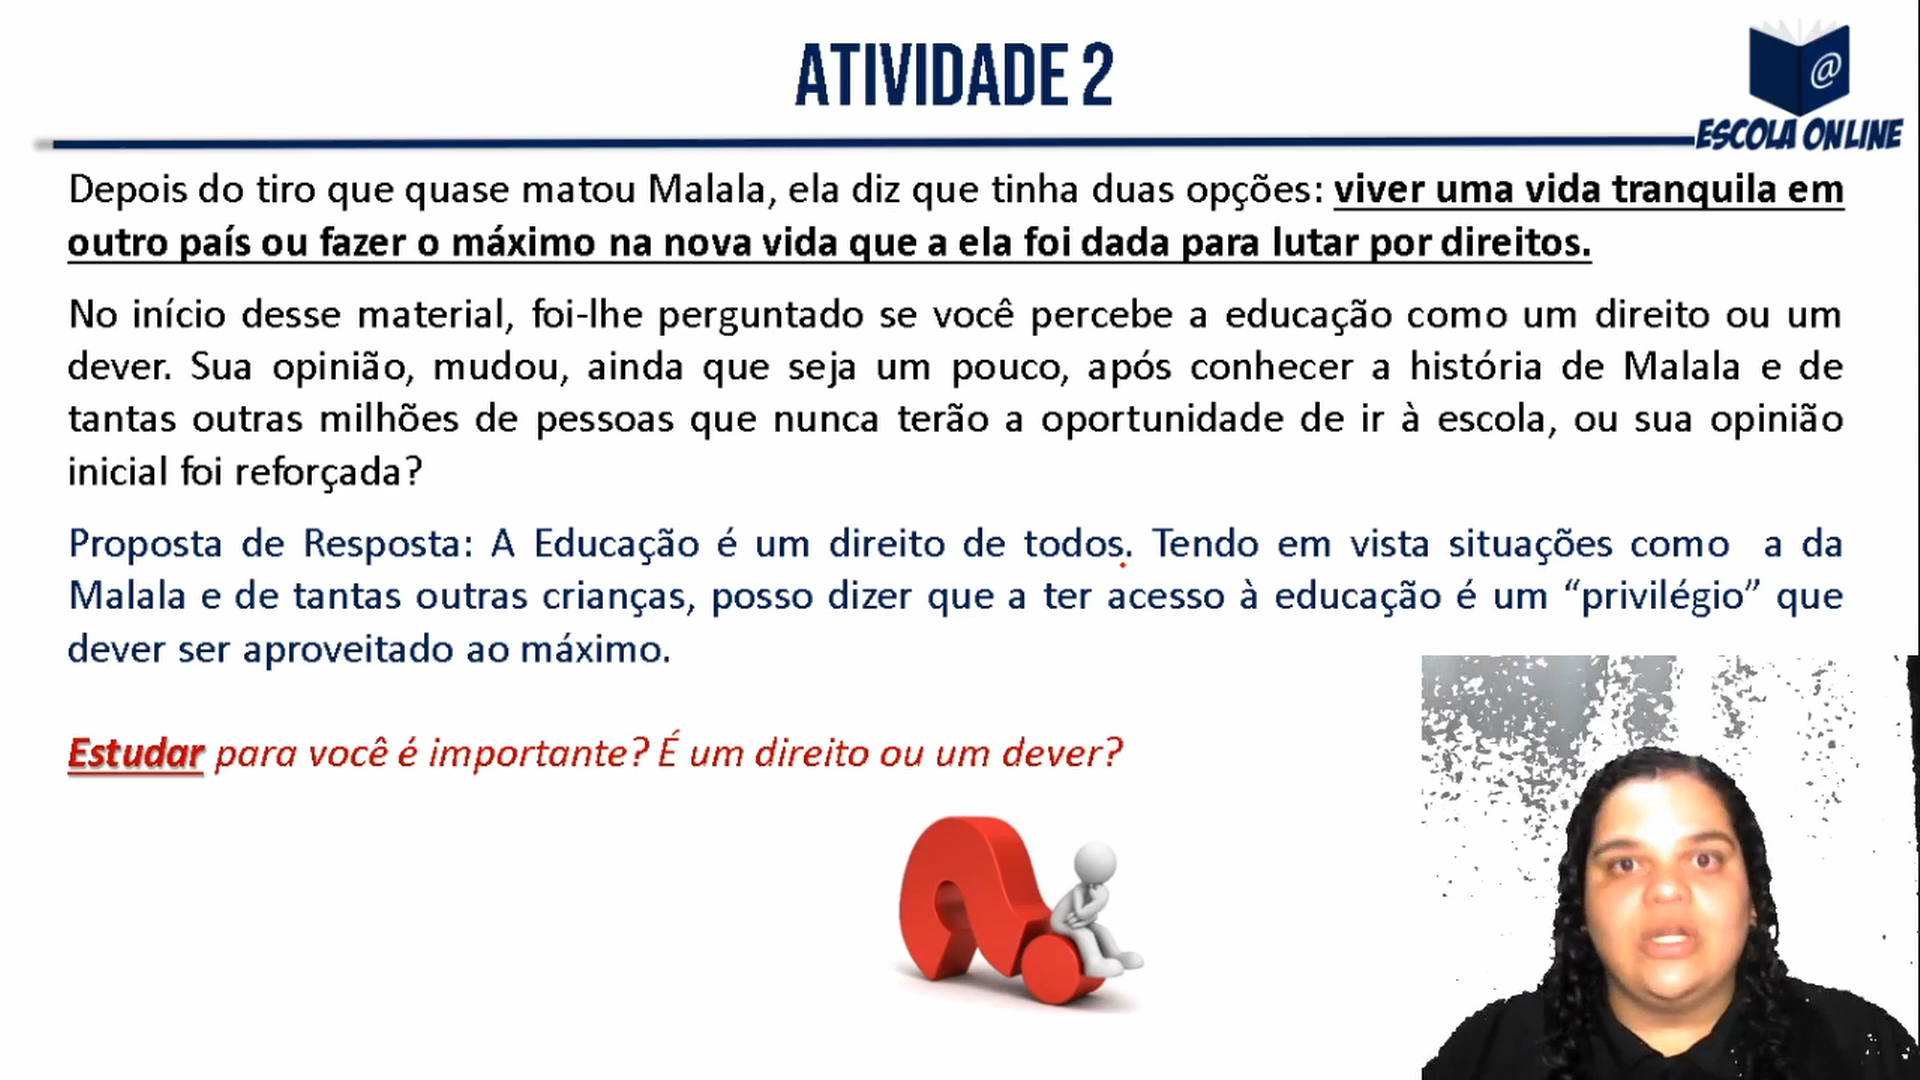 ATIVIDADE 2
@
ESCOLA ONLINE
Depois do tiro que quase matou Malala, ela diz que tinha duas opções: viver uma vida tranquila em
outro país ou fazer o máximo na nova vida que a ela foi dada para lutar por direitos.
No início desse material, foi-lhe perguntado se você percebe a educação como um direito ou um
dever. Sua opinião, mudou, ainda que seja um pouco, após conhecer a história de Malala e de
tantas outras milhões de pessoas que nunca terão a oportunidade de ir à escola, ou sua opinião
inicial foi reforçada?
Proposta de Resposta: A Educação é um direito de todos. Tendo em vista situações como a da
Malala e de tantas outras crianças, posso dizer que a ter acesso à educação é um “privilégio” que
dever ser aproveitado ao máximo.
Estudar para você é importante? É um direito ou um dever?